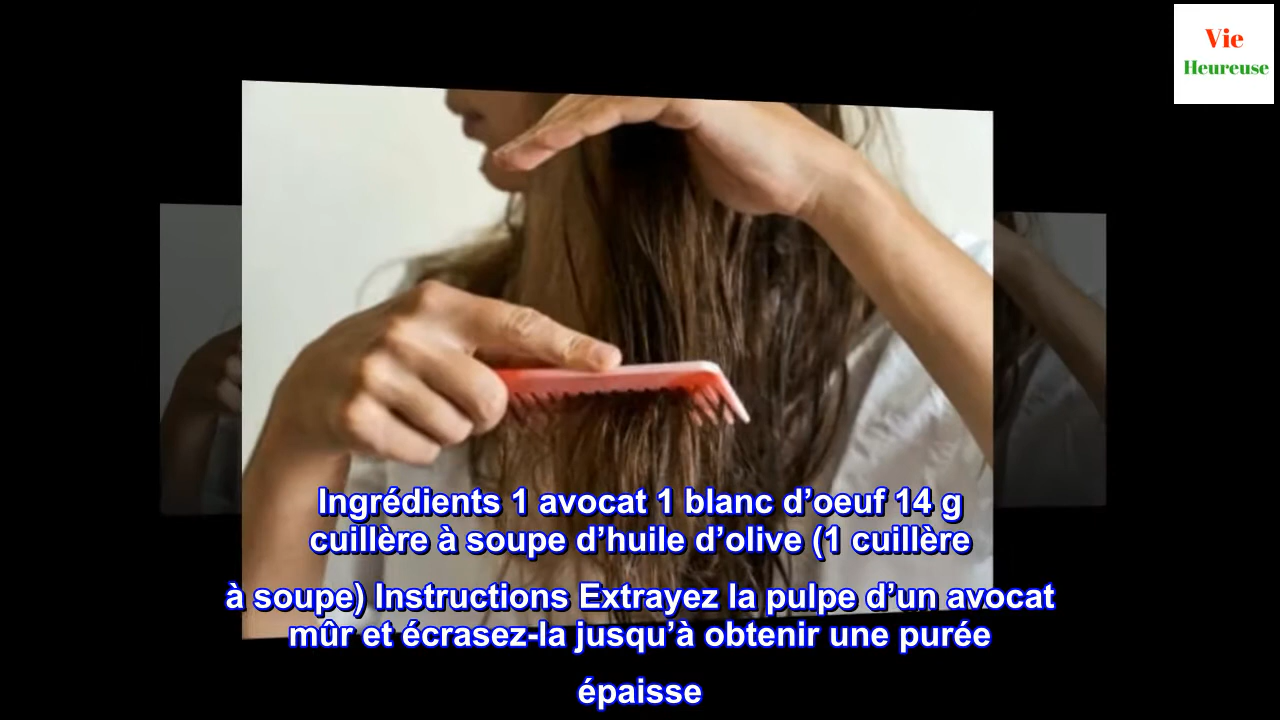 Vie
Heureuse
Ingrédients 1 avocat 1 blanc d’oeuf 14 g
cuillère à soupe d’huile d’olive (1 cuillère
à soupe) Instructions Extrayez la pulpe d’un avocat
mûr et écrasez-la jusqu’à obtenir une purée
épaisse